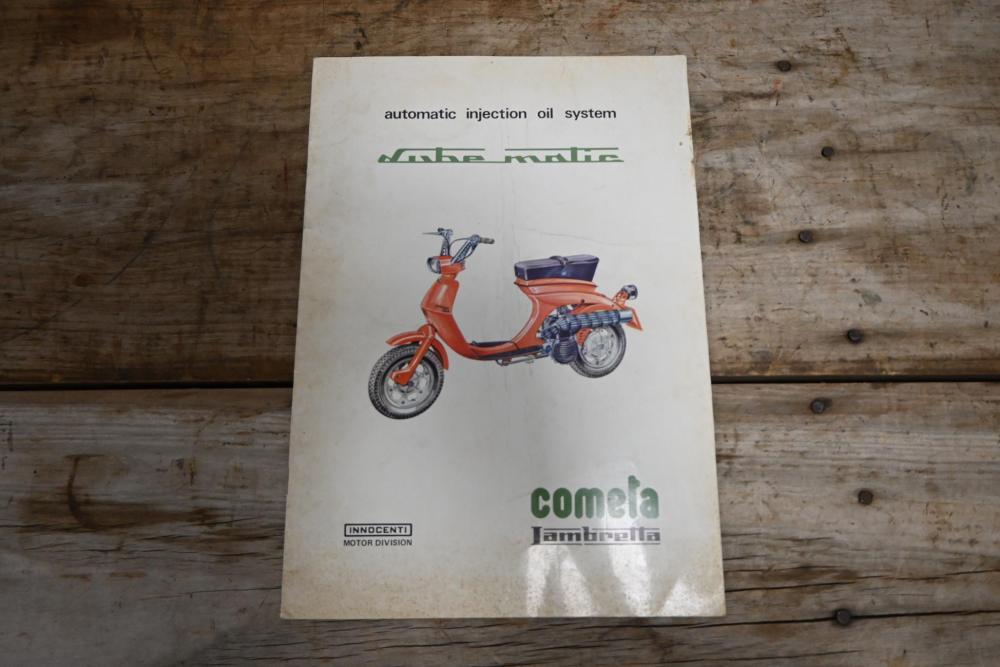 automatic injection oil system
Lube matic
INNOCENTI
MOTOR DIVISION
cometa
Lambretta